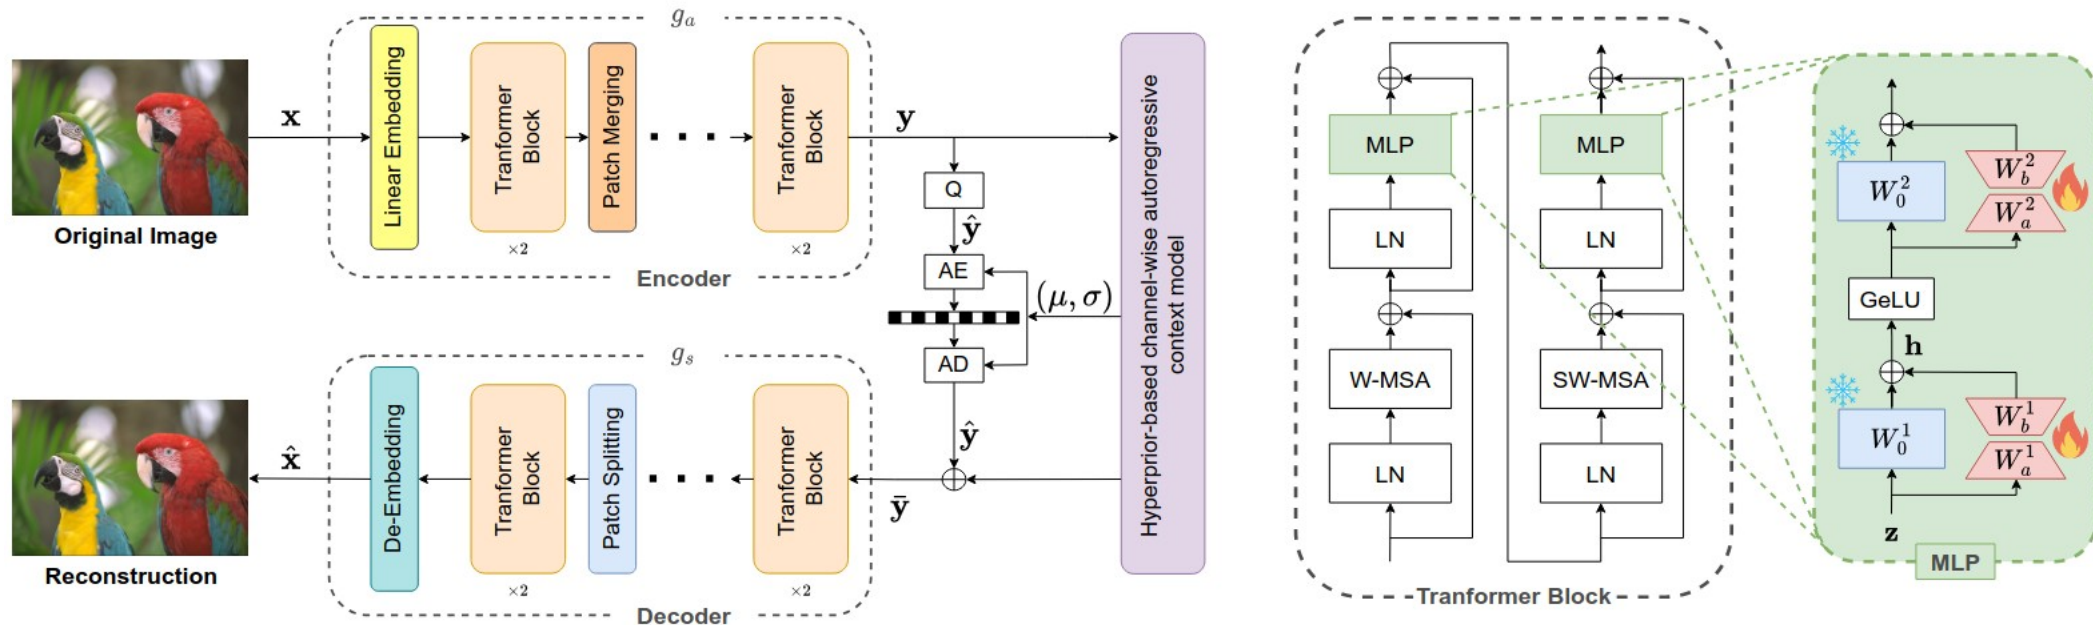 g_a
x
Linear Embedding
Tranformer
Block
×2
Patch Merging
Tranformer
Block
×2
Encoder
Original Image
y
Q
ŷ
AE
(μ, σ)
AD
ŷ
ȳ
Hyperprior-based channel-wise autoregressive
context model
g_s
x̂
De-Embedding
Tranformer
Block
×2
Patch Splitting
Tranformer
Block
×2
Decoder
Reconstruction
MLP
LN
W-MSA
LN
MLP
LN
SW-MSA
LN
Tranformer Block
W_0^2
W_b^2
W_a^2
GeLU
h
W_0^1
W_b^1
W_a^1
z
MLP